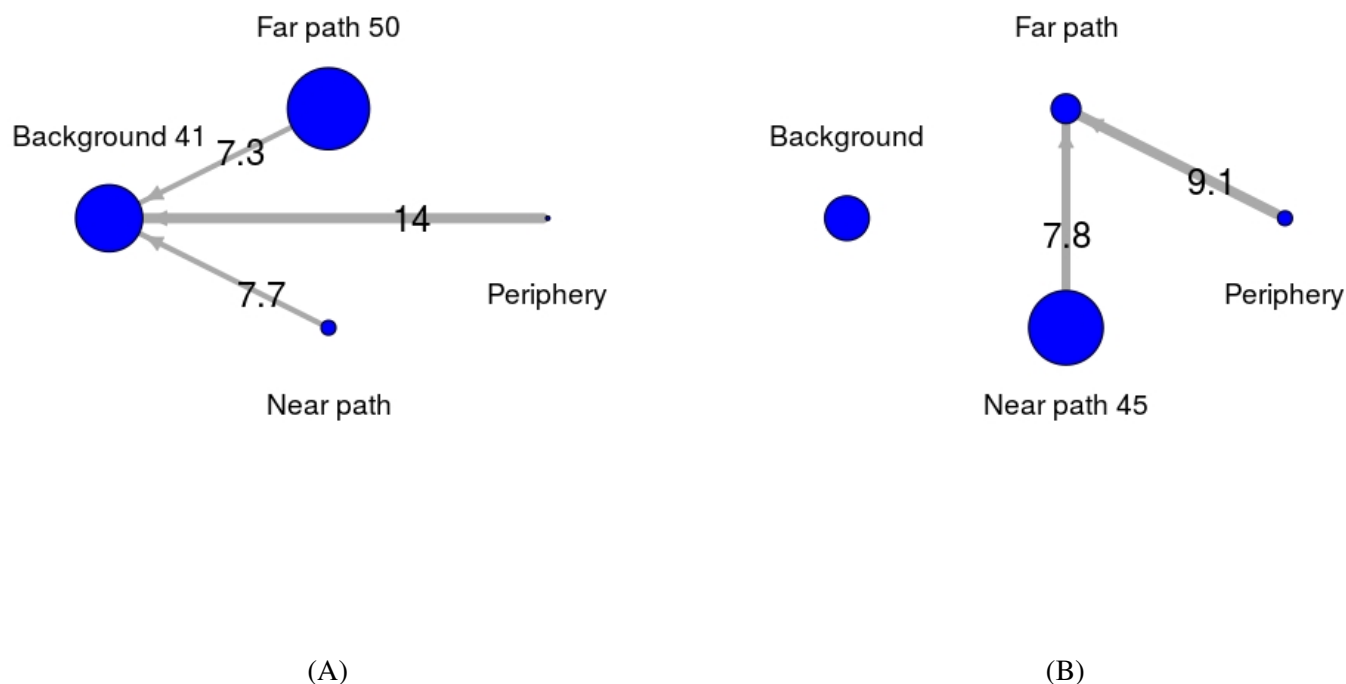 Far path 50
Background 41
7.3
14
7.7
Periphery
Near path
(A)
Far path
Background
9.1
7.8
Periphery
Near path 45
(B)